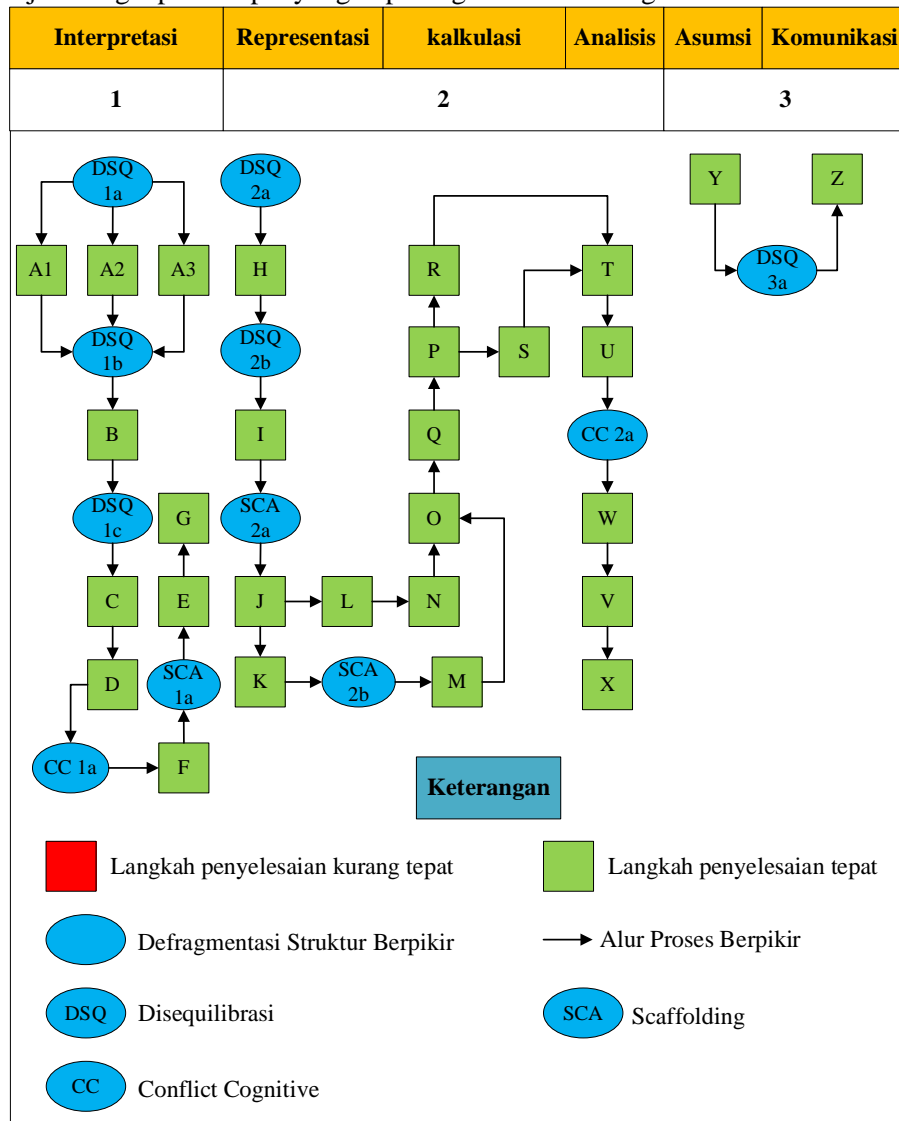 Interpretasi Representasi kalkulasi Analisis Asumsi Komunikasi
1 2 3
DSQ 1a
A1 A2 A3
DSQ 1b
B
DSQ 1c
C
D
CC 1a
F
SCA 1a
E
G
DSQ 2a
H
DSQ 2b
I
SCA 2a
J L N
K
SCA 2b
M
O
Q
P S
R
T
U
CC 2a
W
V
X
Y
DSQ 3a
Z
Keterangan
Langkah penyelesaian kurang tepat
Langkah penyelesaian tepat
Defragmentasi Struktur Berpikir
Alur Proses Berpikir
DSQ Disequilibrasi
SCA Scaffolding
CC Conflict Cognitive